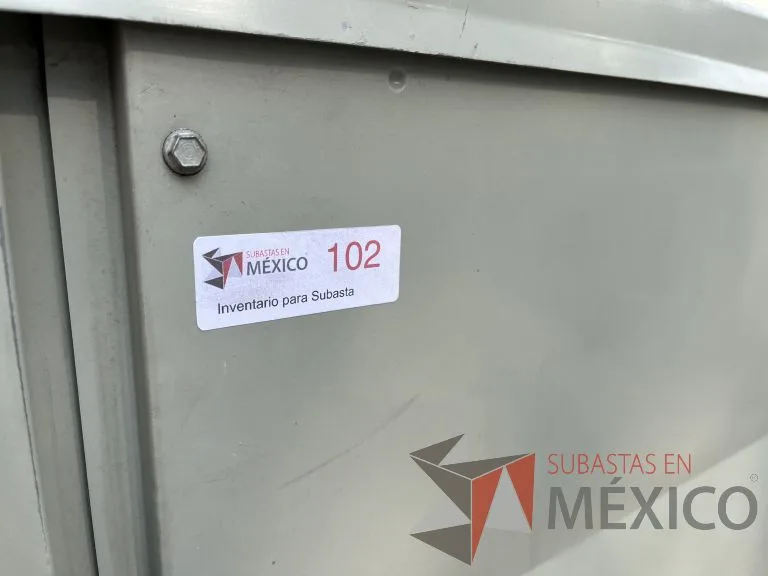 SUBASTAS EN
MÉXICO 102
Inventario para Subasta
SUBASTAS EN
MÉXICO®